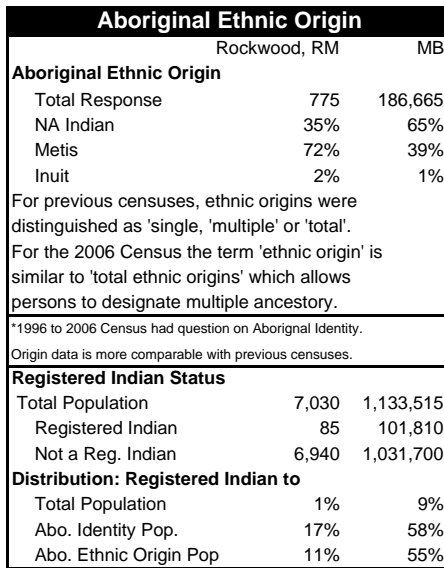 Aboriginal Ethnic Origin
Rockwood, RM MB
Aboriginal Ethnic Origin
Total Response 775 186,665
NA Indian 35% 65%
Metis 72% 39%
Inuit 2% 1%
For previous censuses, ethnic origins were
distinguished as 'single, 'multiple' or 'total'.
For the 2006 Census the term 'ethnic origin' is
similar to 'total ethnic origins' which allows
persons to designate multiple ancestory.
*1996 to 2006 Census had question on Aborignal Identity.
Origin data is more comparable with previous censuses.
Registered Indian Status
Total Population 7,030 1,133,515
Registered Indian 85 101,810
Not a Reg. Indian 6,940 1,031,700
Distribution: Registered Indian to
Total Population 1% 9%
Abo. Identity Pop. 17% 58%
Abo. Ethnic Origin Pop 11% 55%